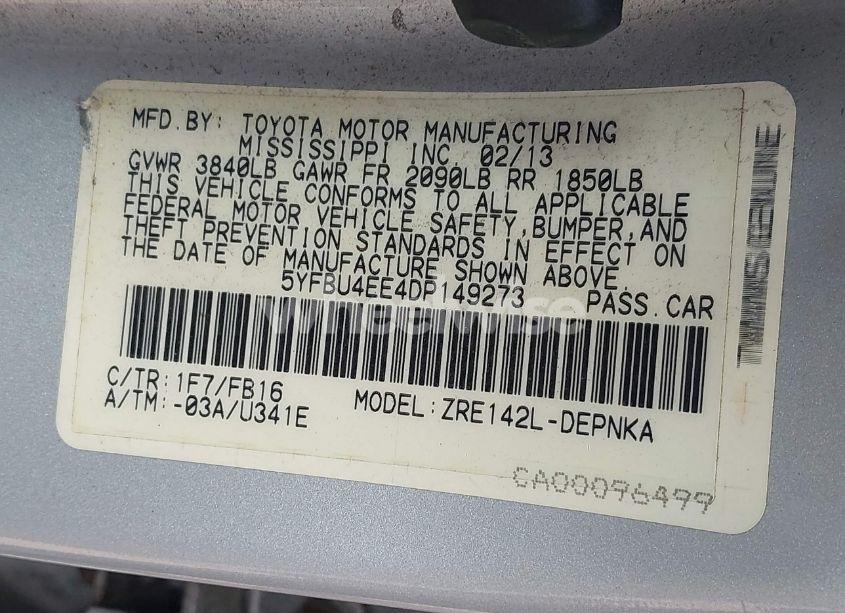 MFD.BY: TOYOTA MOTOR MANUFACTURING
MISSISSIPPI INC. 02/13
GVWR 3840LB GAWR FR 2090LB RR 1850LB
THIS VEHICLE CONFORMS TO ALL APPLICABLE
FEDERAL MOTOR VEHICLE SAFETY,BUMPER,AND
THEFT PREVENTION STANDARDS IN EFFECT ON
THE DATE OF MANUFACTURE SHOWN ABOVE.
5YFBU4EE4DP149273 PASS.CAR
wheelwise
C/TR:1F7/FB16
A/TM:-03A/U341E MODEL:ZRE142L-DEPNKA
CA00096499